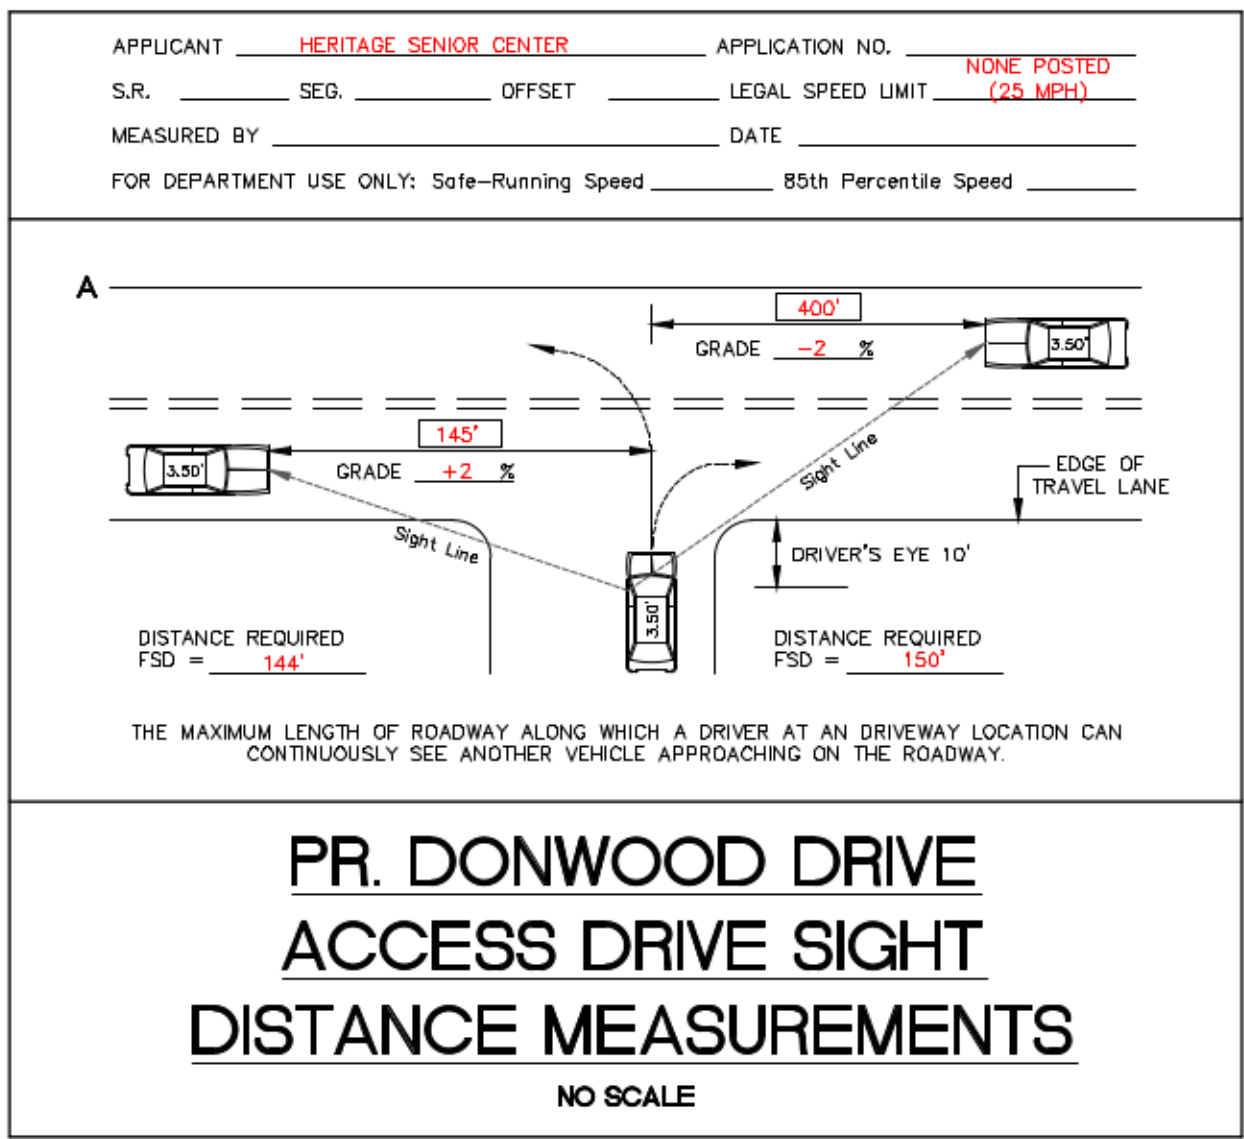 APPLICANT HERITAGE SENIOR CENTER APPLICATION NO.
NONE POSTED
S.R. SEG. OFFSET LEGAL SPEED LIMIT (25 MPH)
MEASURED BY DATE
FOR DEPARTMENT USE ONLY: Safe-Running Speed 85th Percentile Speed
A
400'
GRADE -2 %
3.50'
145'
GRADE +2 %
3.50'
Sight Line
Sight Line
EDGE OF
TRAVEL LANE
DRIVER'S EYE 10'
3.50'
DISTANCE REQUIRED
FSD = 144'
DISTANCE REQUIRED
FSD = 150'
THE MAXIMUM LENGTH OF ROADWAY ALONG WHICH A DRIVER AT AN DRIVEWAY LOCATION CAN
CONTINUOUSLY SEE ANOTHER VEHICLE APPROACHING ON THE ROADWAY.
PR. DONWOOD DRIVE
ACCESS DRIVE SIGHT
DISTANCE MEASUREMENTS
NO SCALE